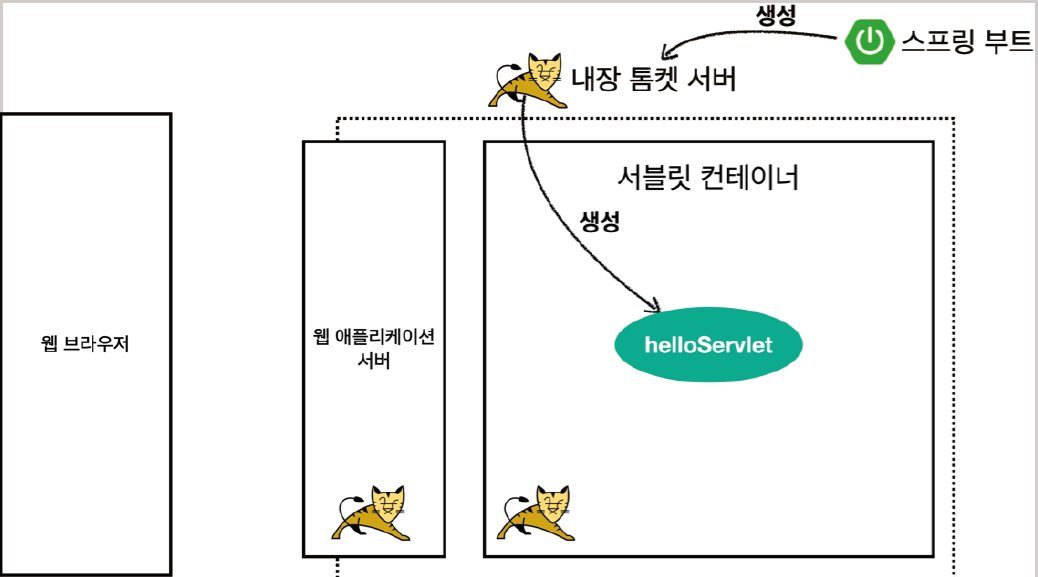 생성
스프링 부트
내장 톰켓 서버
서블릿 컨테이너
생성
웹 브라우저
웹 애플리케이션
서버
helloServlet